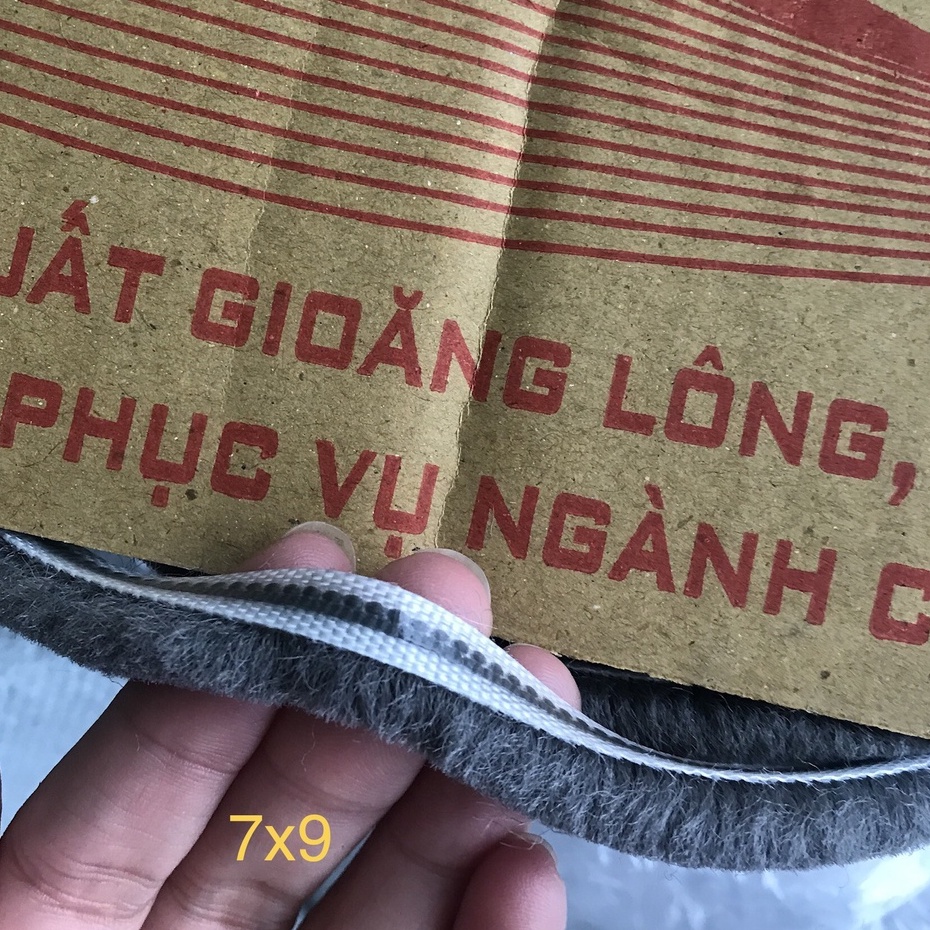 UẤT GIOĂNG LÔNG,
PHỤC VỤ NGÀNH C
7x9